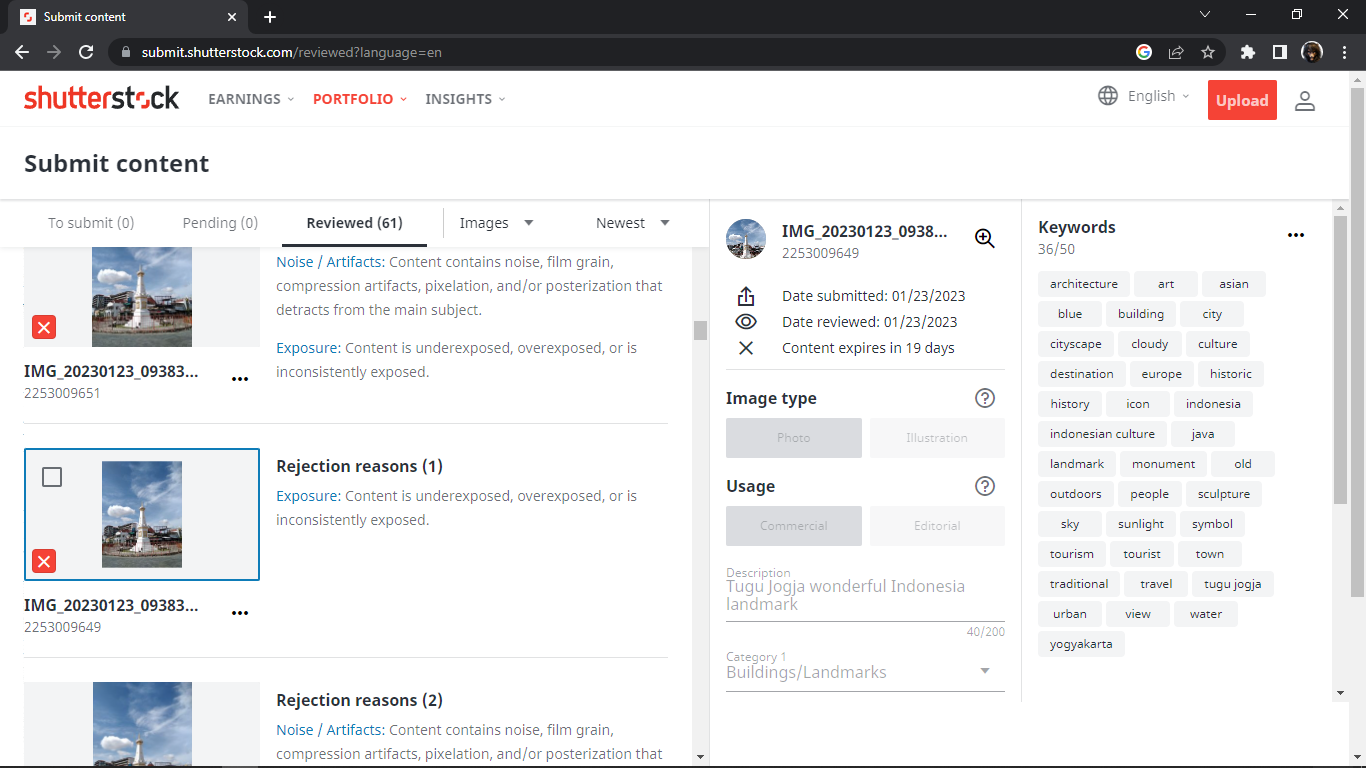 Submit content
submit.shutterstock.com/reviewed?language=en
shutterstock
EARNINGS
PORTFOLIO
INSIGHTS
English
Upload
Submit content
To submit (0)
Pending (0)
Reviewed (61)
Images
Newest
Noise / Artifacts: Content contains noise, film grain,
compression artifacts, pixelation, and/or posterization that
detracts from the main subject.
Exposure: Content is underexposed, overexposed, or is
inconsistently exposed.
IMG_20230123_09383...
2253009651
Rejection reasons (1)
Exposure: Content is underexposed, overexposed, or is
inconsistently exposed.
IMG_20230123_09383...
2253009649
Rejection reasons (2)
Noise / Artifacts: Content contains noise, film grain,
compression artifacts, pixelation, and/or posterization that
IMG_20230123_0938...
2253009649
Date submitted: 01/23/2023
Date reviewed: 01/23/2023
Content expires in 19 days
Image type
Photo
Illustration
Usage
Commercial
Editorial
Description
Tugu Jogja wonderful Indonesia
landmark
40/200
Category 1
Buildings/Landmarks
Keywords
36/50
architecture art asian
blue building city
cityscape cloudy culture
destination europe historic
history icon indonesia
indonesian culture java
landmark monument old
outdoors people sculpture
sky sunlight symbol
tourism tourist town
traditional travel tugu jogja
urban view water
yogyakarta